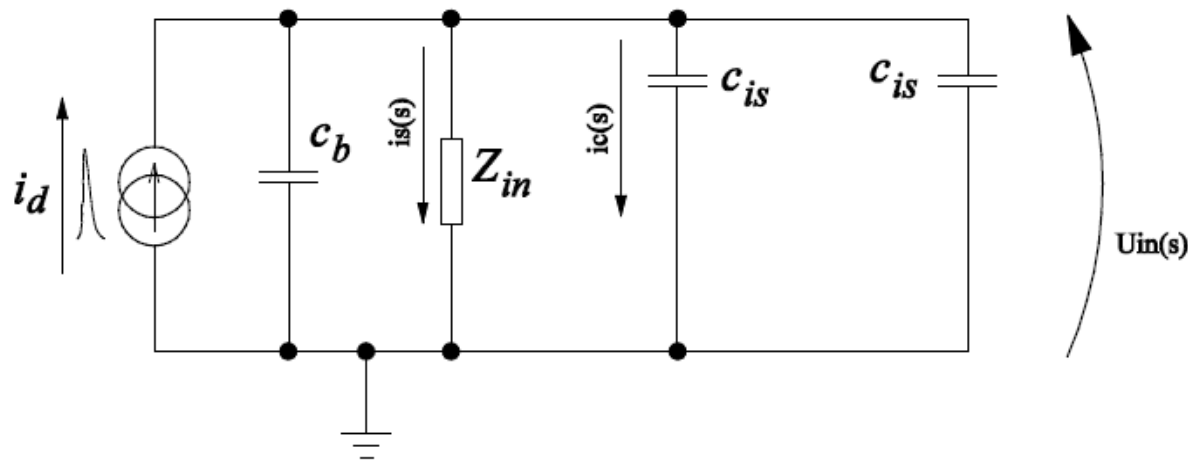 i_d
c_b
is(s)
Z_in
ic(s)
c_is
c_is
Uin(s)